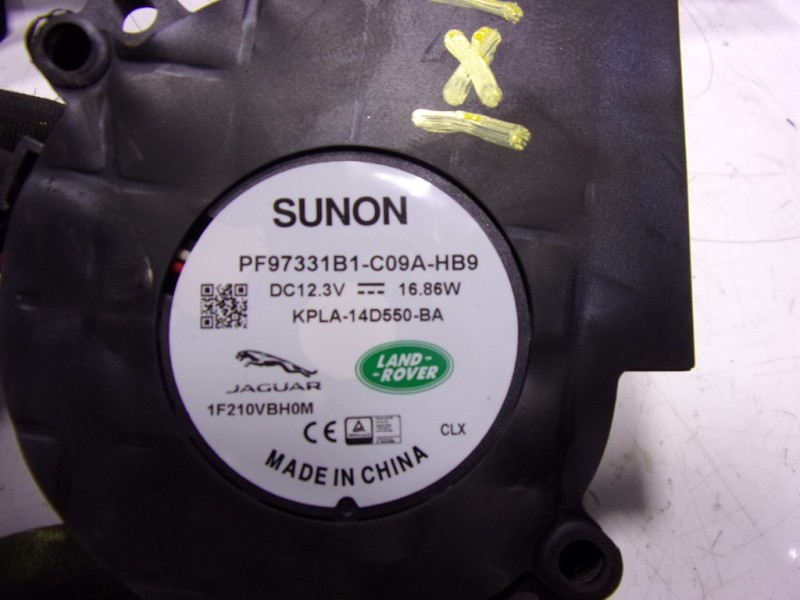 X
SUNON
PF97331B1-C09A-HB9
DC12.3V ⎓ 16.86W
KPLA-14D550-BA
JAGUAR
LAND-
-ROVER
1F210VBH0M
CE
CLX
MADE IN CHINA